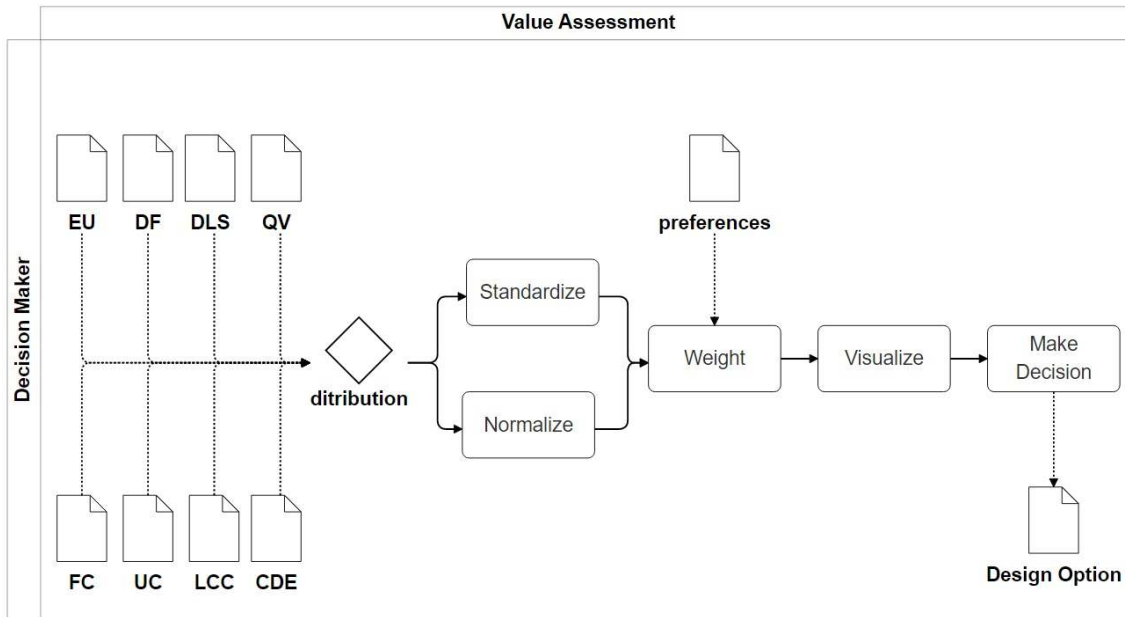 Value Assessment
Decision Maker
EU DF DLS QV
preferences
Standardize
Weight Visualize Make
Decision
ditribution
Normalize
FC UC LCC CDE
Design Option